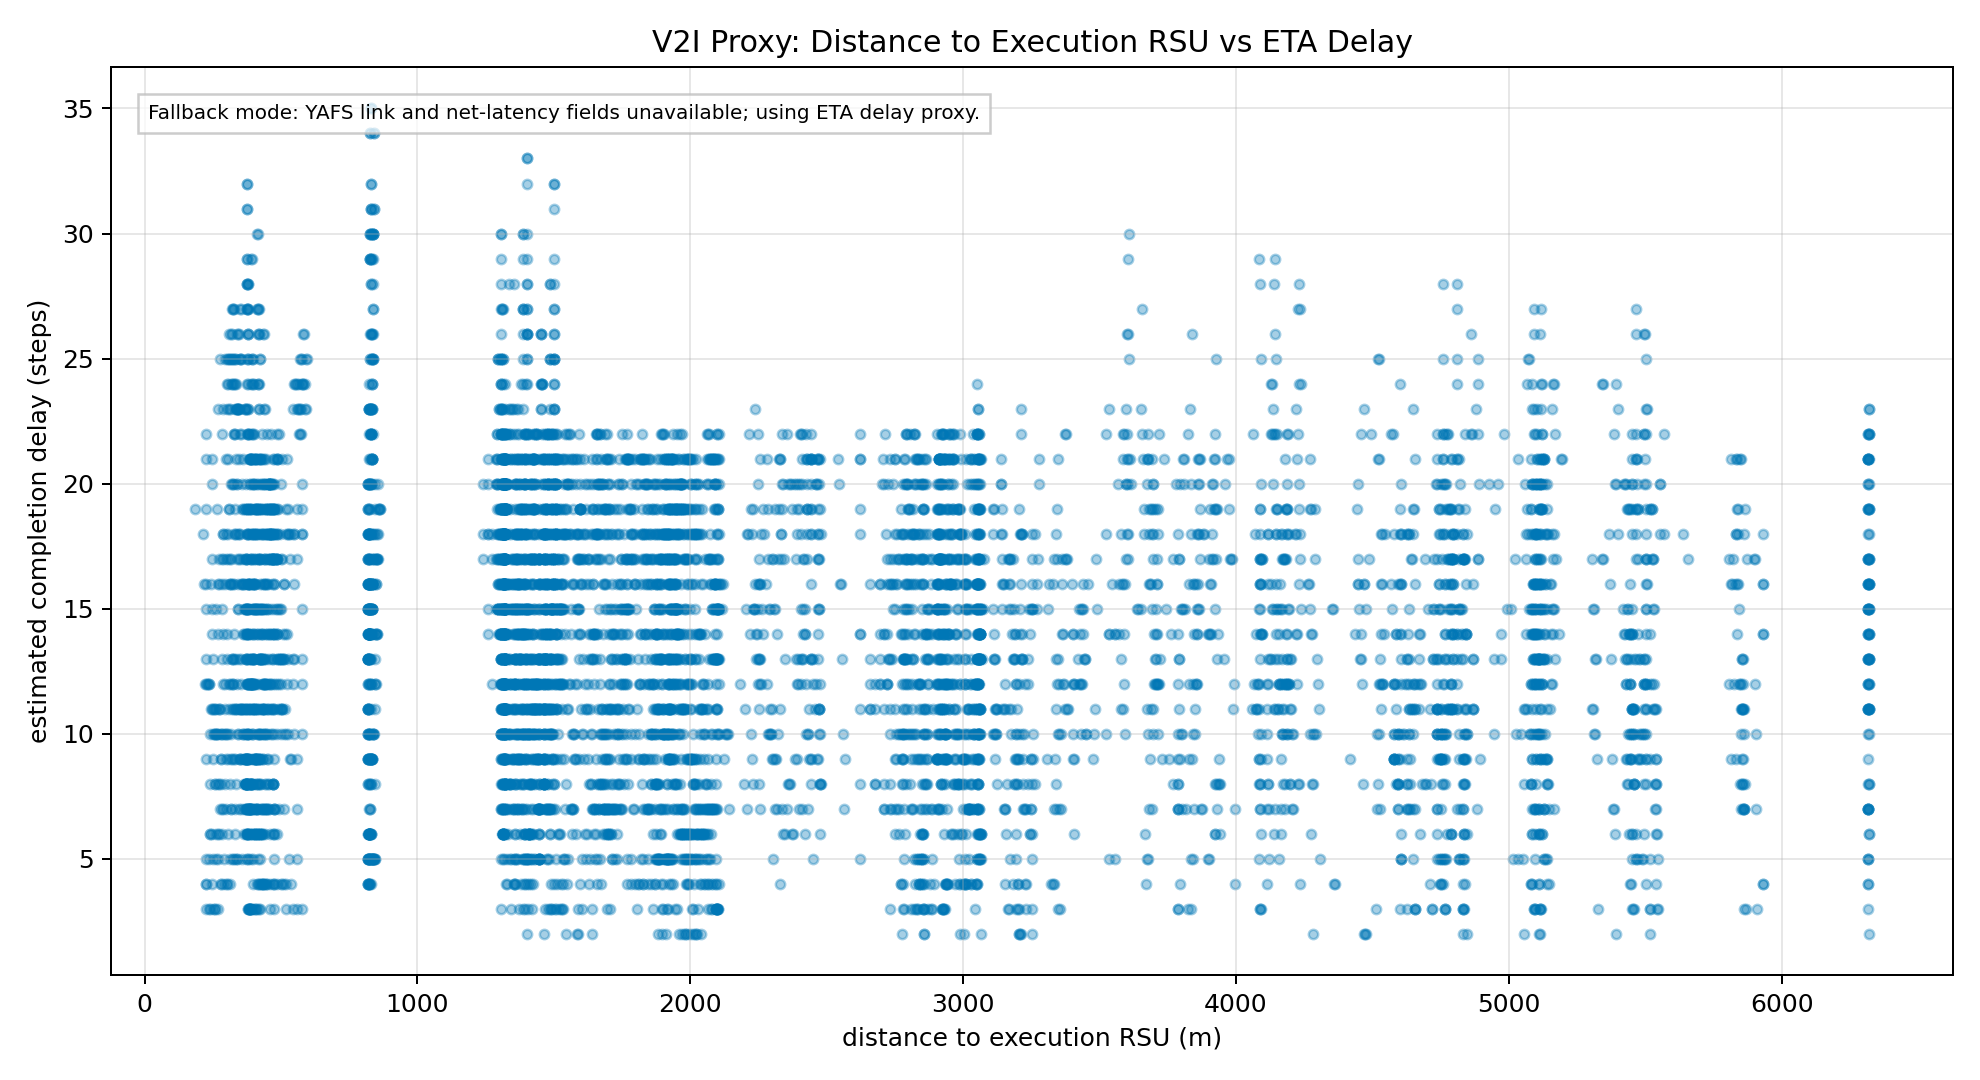 V2I Proxy: Distance to Execution RSU vs ETA Delay
Fallback mode: YAFS link and net-latency fields unavailable; using ETA delay proxy.
estimated completion delay (steps)
35
30
25
20
15
10
5
0 1000 2000 3000 4000 5000 6000
distance to execution RSU (m)